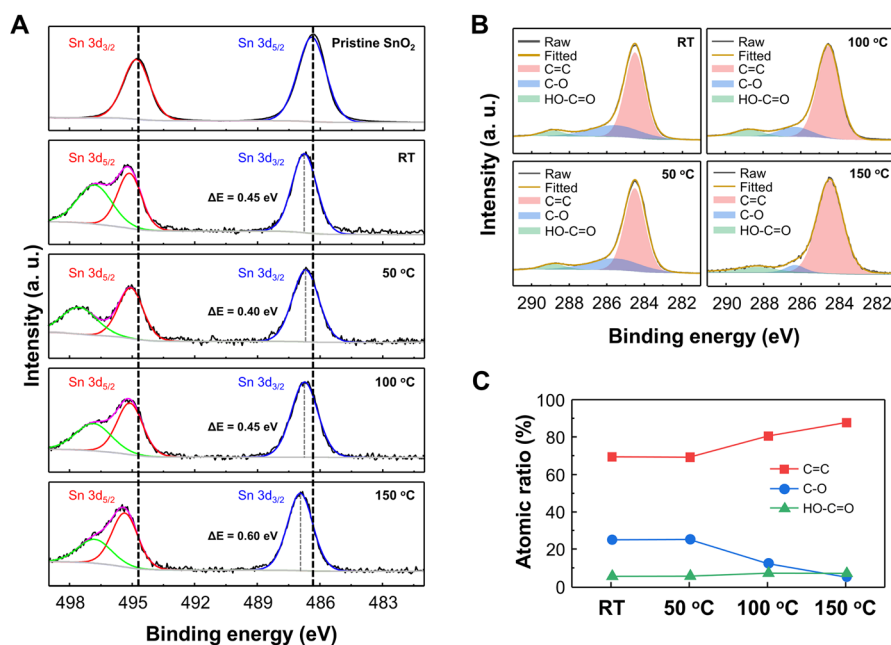 A
Sn 3d3/2
Sn 3d5/2
Pristine SnO2
Sn 3d5/2
Sn 3d3/2
RT
ΔE = 0.45 eV
Sn 3d5/2
Sn 3d3/2
50 °C
ΔE = 0.40 eV
Sn 3d5/2
Sn 3d3/2
100 °C
ΔE = 0.45 eV
Sn 3d5/2
Sn 3d3/2
150 °C
ΔE = 0.60 eV
498 495 492 489 486 483
Binding energy (eV)
Intensity (a. u.)
B
Raw
Fitted
C=C
C-O
HO-C=O
RT
Raw
Fitted
C=C
C-O
HO-C=O
100 °C
Raw
Fitted
C=C
C-O
HO-C=O
50 °C
Raw
Fitted
C=C
C-O
HO-C=O
150 °C
290 288 286 284 282
290 288 286 284 282
Binding energy (eV)
Intensity (a. u.)
C
100
80
60
40
20
0
Atomic ratio (%)
C=C
C-O
HO-C=O
RT 50 °C 100 °C 150 °C